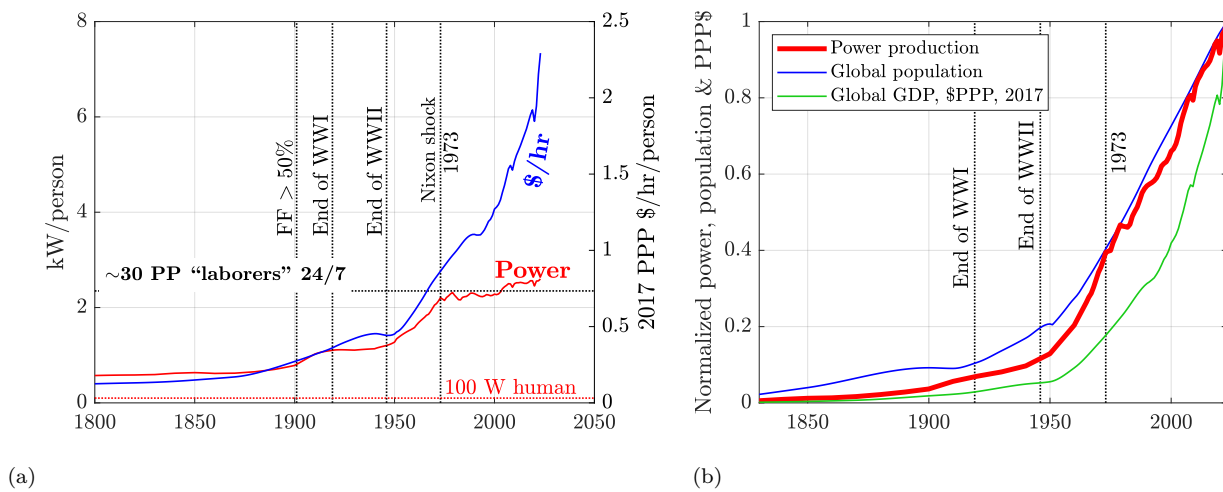 8
6
4
2
0
kW/person
2.5
2
1.5
1
0.5
0
2017 PPP $/hr/person
FF > 50%
End of WWI
End of WWII
Nixon shock
1973
$/hr
~30 PP “laborers” 24/7
Power
100 W human
1800
1850
1900
1950
2000
2050
(a)
1
0.8
0.6
0.4
0.2
0
Normalized power, population & PPP$
Power production
Global population
Global GDP, $PPP, 2017
End of WWI
End of WWII
1973
1850
1900
1950
2000
(b)